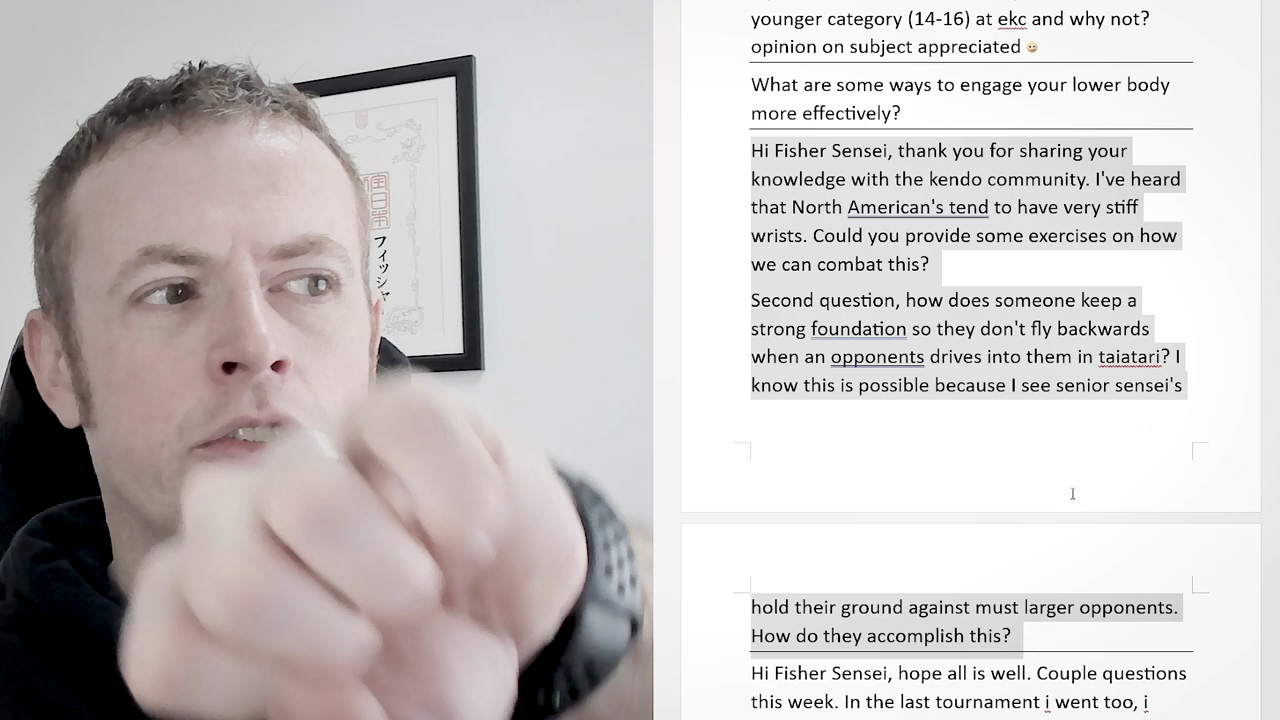 younger category (14-16) at ekc and why not?
opinion on subject appreciated 😀
What are some ways to engage your lower body
more effectively?
Hi Fisher Sensei, thank you for sharing your
knowledge with the kendo community. I've heard
that North American's tend to have very stiff
wrists. Could you provide some exercises on how
we can combat this?
Second question, how does someone keep a
strong foundation so they don't fly backwards
when an opponents drives into them in taiatari? I
know this is possible because I see senior sensei's
hold their ground against must larger opponents.
How do they accomplish this?
Hi Fisher Sensei, hope all is well. Couple questions
this week. In the last tournament i went too, i
フィッシャ